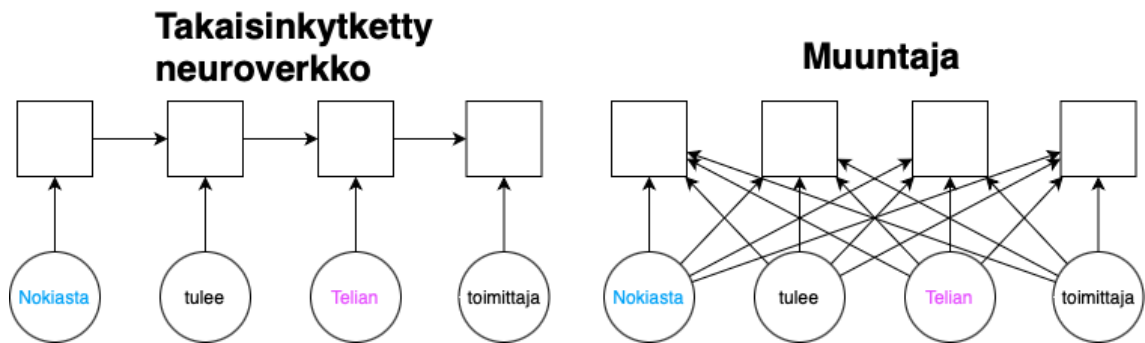 Takaisinkytketty
neuroverkko
Nokiasta
tulee
Telian
toimittaja
Muuntaja
Nokiasta
tulee
Telian
toimittaja